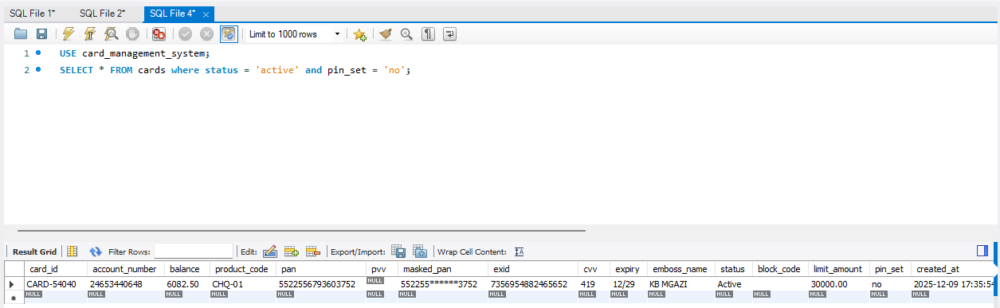 SQL File 1* SQL File 2* SQL File 4* ×
Limit to 1000 rows
1 USE card_management_system;
2 SELECT * FROM cards where status = 'active' and pin_set = 'no';
Result Grid Filter Rows: Edit: Export/Import: Wrap Cell Content: IA
card_id account_number balance product_code pan pvv masked_pan exid cvv expiry emboss_name status block_code limit_amount pin_set created_at
CARD-54040 24653440648 6082.50 CHQ-01 5522556793603752 NULL 552255******3752 7356954882465652 419 12/29 KB MGAZI Active 30000.00 no 2025-12-09 17:35:54
NULL NULL NULL NULL NULL NULL NULL NULL NULL NULL NULL NULL NULL NULL NULL NULL